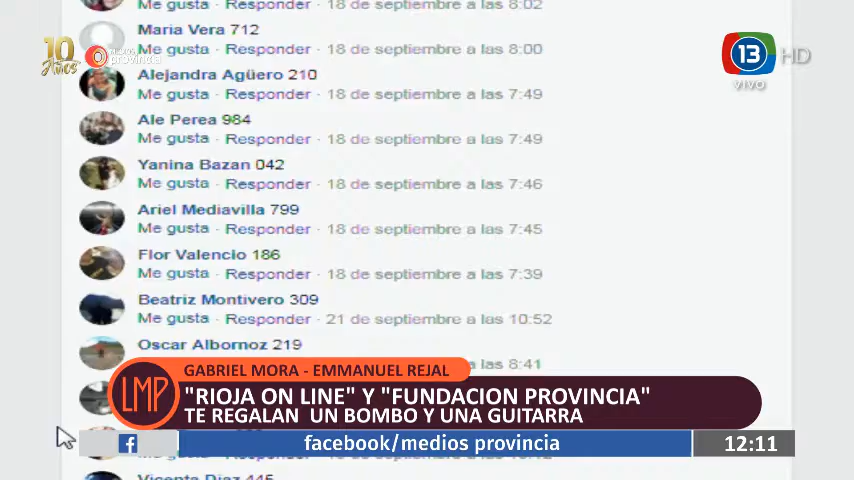 Me gusta · Responder · 18 de septiembre a las 8:02
Maria Vera 712
Me gusta · Responder · 18 de septiembre a las 8:00
Alejandra Agüero 210
Me gusta · Responder · 18 de septiembre a las 7:49
Ale Perea 984
Me gusta · Responder · 18 de septiembre a las 7:49
Yanina Bazan 042
Me gusta · Responder · 18 de septiembre a las 7:46
Ariel Mediavilla 799
Me gusta · Responder · 18 de septiembre a las 7:45
Flor Valencio 186
Me gusta · Responder · 18 de septiembre a las 7:39
Beatriz Montivero 309
Me gusta · Responder · 21 de septiembre a las 10:52
Oscar Albornoz 219
a las 8:41
10 Años
provincia
13 HD
VIVO
GABRIEL MORA - EMMANUEL REJAL
LMP
"RIOJA ON LINE" Y "FUNDACION PROVINCIA"
TE REGALAN UN BOMBO Y UNA GUITARRA
f facebook/medios provincia 12:11
Vicente Diaz 445